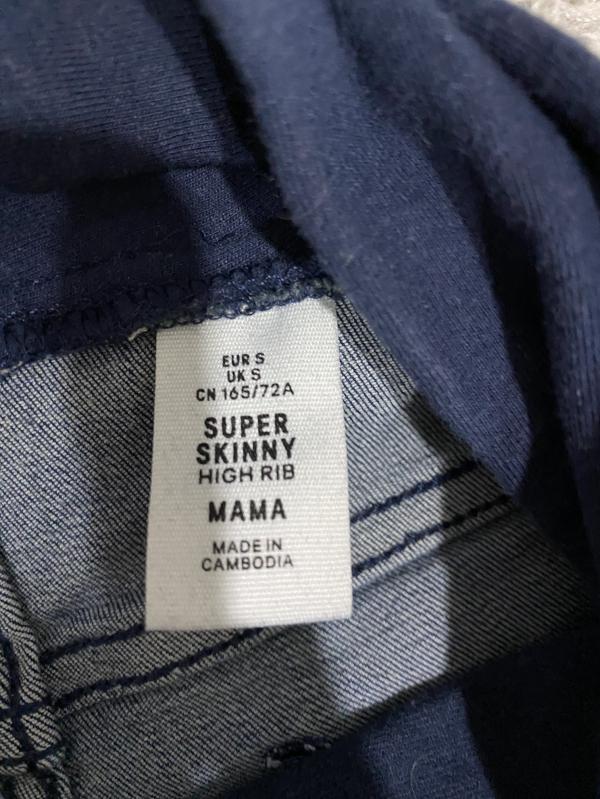 EUR S
UK S
CN 165/72A
SUPER
SKINNY
HIGH RIB
MAMA
MADE IN
CAMBODIA